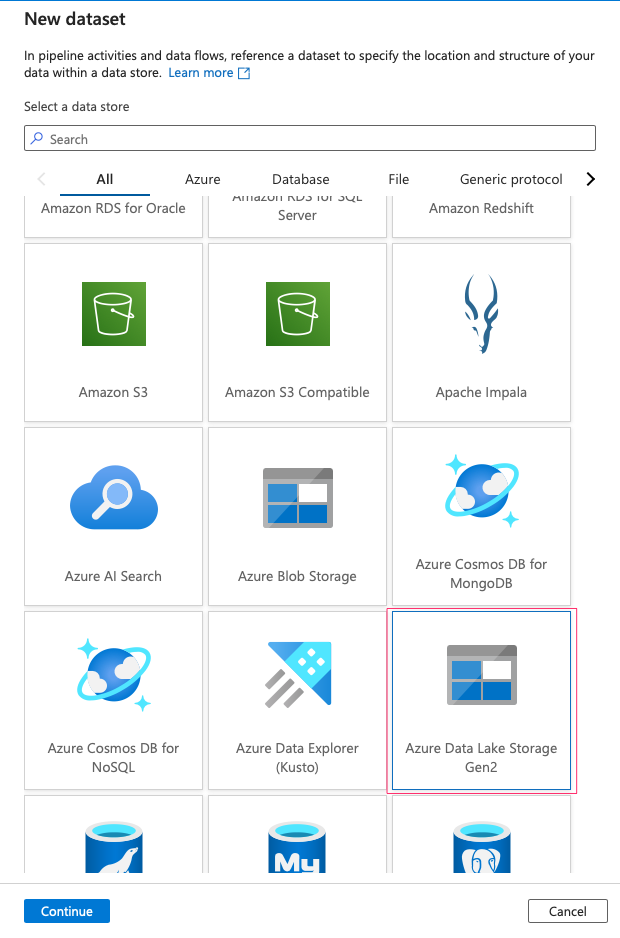 New dataset
In pipeline activities and data flows, reference a dataset to specify the location and structure of your
data within a data store. Learn more
Select a data store
Search
All Azure Database File Generic protocol
Amazon RDS for Oracle
Amazon RDS for SQL
Server
Amazon Redshift
Amazon S3
Amazon S3 Compatible
Apache Impala
Azure AI Search
Azure Blob Storage
Azure Cosmos DB for
MongoDB
Azure Cosmos DB for
NoSQL
Azure Data Explorer
(Kusto)
Azure Data Lake Storage
Gen2
My
Continue
Cancel